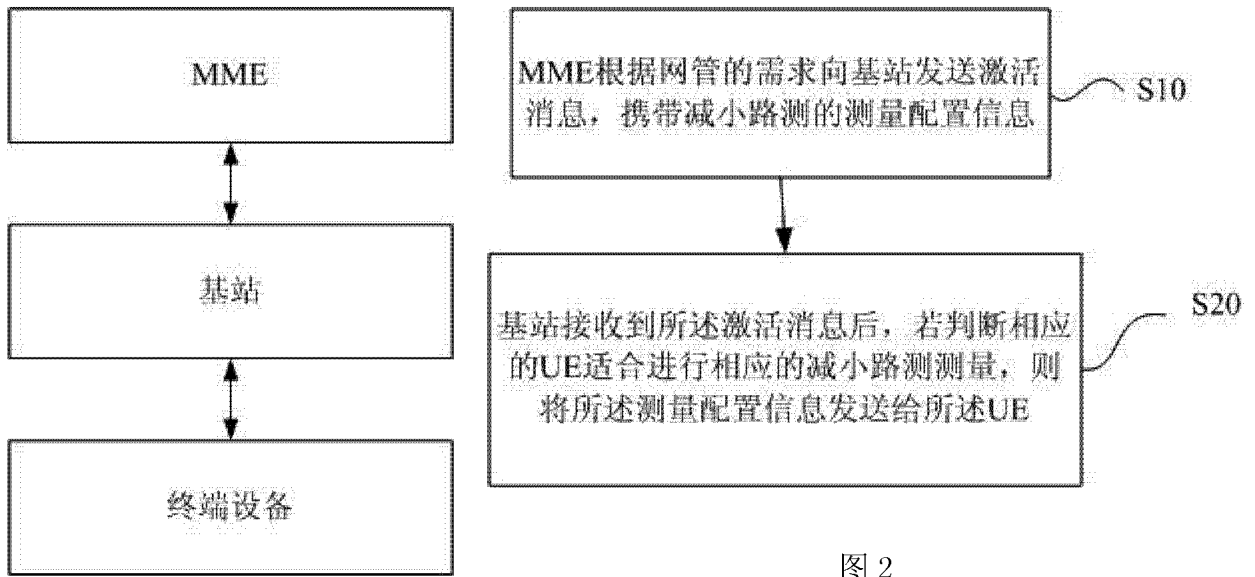 MME
基站
终端设备
MME根据网管的需求向基站发送激活
消息，携带减小路测的测量配置信息
S10
基站接收到所述激活消息后，若判断相应
的UE适合进行相应的减小路测测量，则
将所述测量配置信息发送给所述UE
S20
图2